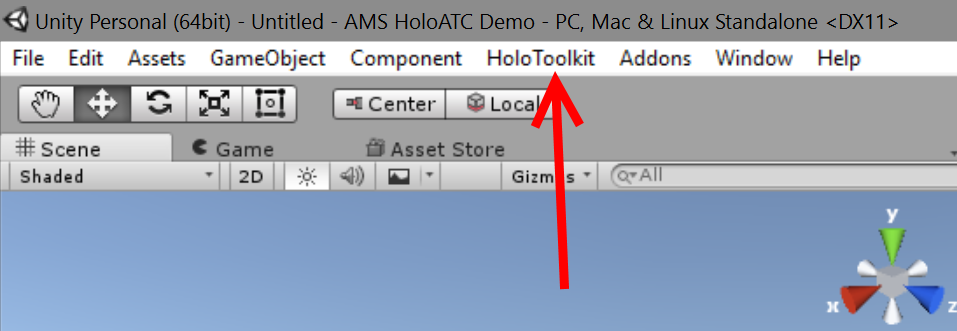 Unity Personal (64bit) - Untitled - AMS HoloATC Demo - PC, Mac & Linux Standalone <DX11>
File Edit Assets GameObject Component HoloToolkit Addons Window Help
Center Local
Scene Game Asset Store
Shaded 2D Gizmos All
y
x z